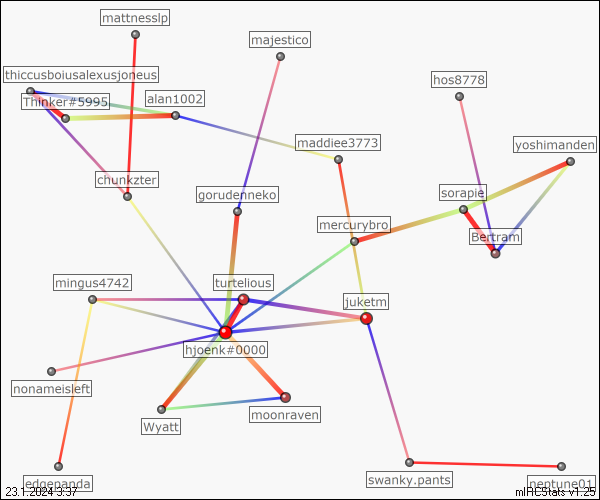 mattnesslp
majestico
thiccusboiusalexusjoneus
hos8778
Thinker#5995
alan1002
maddiee3773
yoshimanden
chunkzter
gorudenneko
sorapie
mercurybro
Bertram
mingus4742
turtelious
juketm
hjoenk#0000
nonameisleft
Wyatt
moonraven
edgepanda
swanky.pants
neptune01
23.1.2024 3:37
mIRCStats v1.25